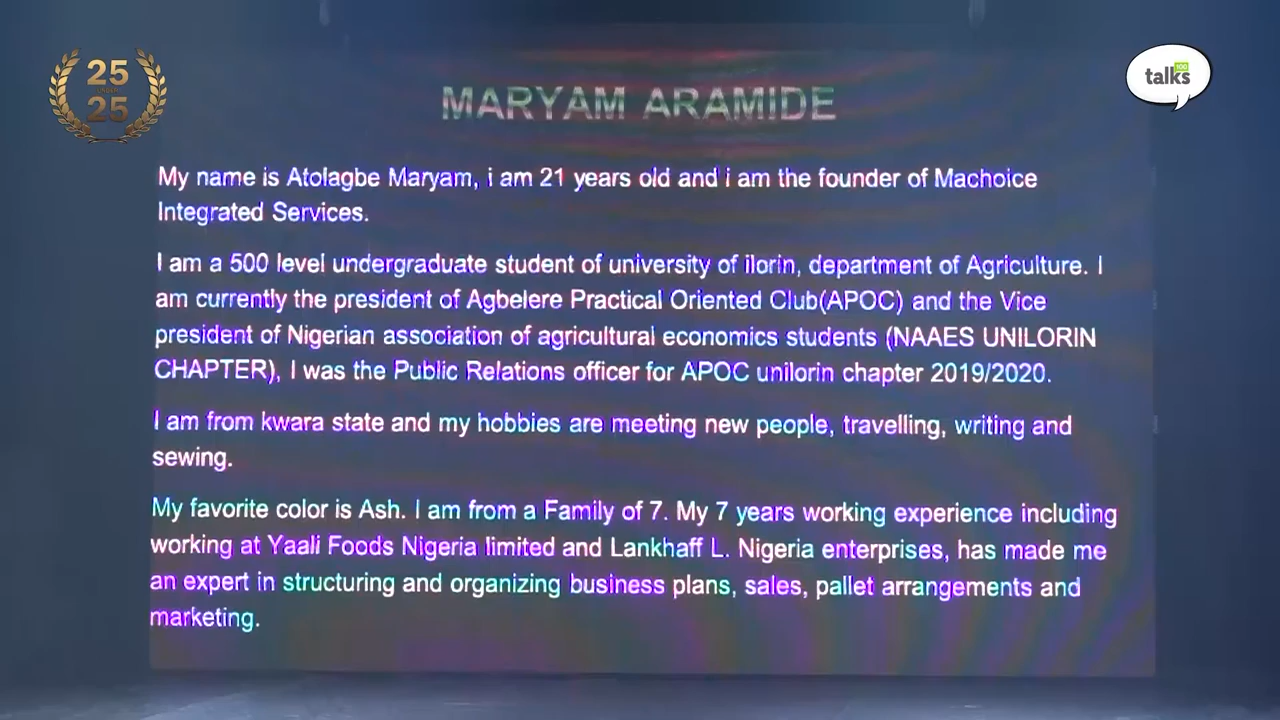 25
25
talks
100
MARYAM ARAMIDE
My name is Atolagbe Maryam, i am 21 years old and i am the founder of Machoice
Integrated Services.
I am a 500 level undergraduate student of university of ilorin, department of Agriculture. I
am currently the president of Agbelere Practical Oriented Club(APOC) and the Vice
president of Nigerian association of agricultural economics students (NAAES UNILORIN
CHAPTER), I was the Public Relations officer for APOC unilorin chapter 2019/2020.
I am from kwara state and my hobbies are meeting new people, travelling, writing and
sewing.
My favorite color is Ash. I am from a Family of 7. My 7 years working experience including
working at Yaali Foods Nigeria limited and Lankhaff L. Nigeria enterprises, has made me
an expert in structuring and organizing business plans, sales, pallet arrangements and
marketing.